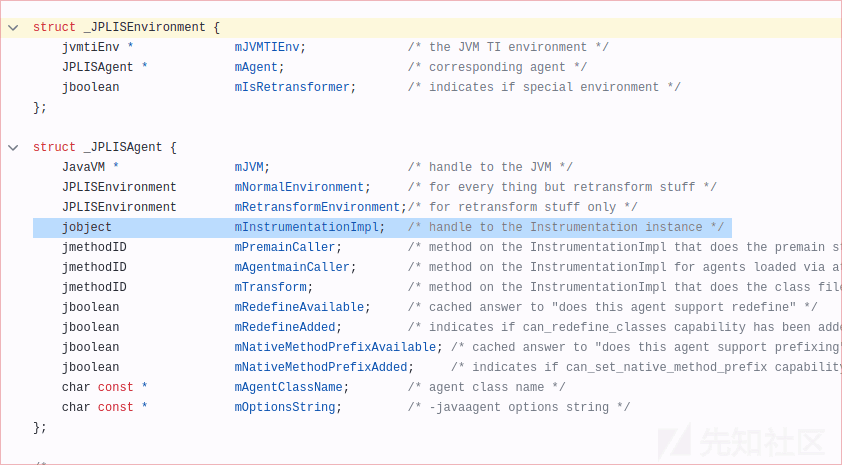 struct _JPLISEnvironment {
    jvmtiEnv *              mJVMTIEnv;              /* the JVM TI environment */
    JPLISAgent *            mAgent;                 /* corresponding agent */
    jboolean                mIsRetransformer;       /* indicates if special environment */
};
struct _JPLISAgent {
    JavaVM *                mJVM;                   /* handle to the JVM */
    JPLISEnvironment        mNormalEnvironment;     /* for every thing but retransform stuff */
    JPLISEnvironment        mRetransformEnvironment;/* for retransform stuff only */
    jobject                 mInstrumentationImpl;   /* handle to the Instrumentation instance */
    jmethodID               mPremainCaller;         /* method on the InstrumentationImpl that does the premain
    jmethodID               mAgentmainCaller;       /* method on the InstrumentationImpl for agents loaded via
    jmethodID               mTransform;             /* method on the InstrumentationImpl that does the class
    jboolean                mRedefineAvailable;     /* cached answer to "does this agent support redefine" */
    jboolean                mRedefineAdded;         /* indicates if can_redefine_classes capability has been
    jboolean                mNativeMethodPrefixAvailable; /* cached answer to "does this agent support prefixing"
    jboolean                mNativeMethodPrefixAdded;     /* indicates if can_set_native_method_prefix capability
    char const *            mAgentClassName;        /* agent class name */
    char const *            mOptionsString;         /* -javaagent options string */
};
先知社区